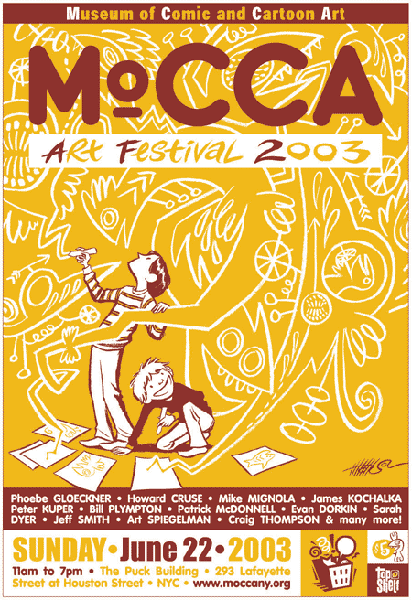 Museum of Comic and Cartoon Art
MoCCA
Art Festival 2003
Phoebe GLOECKNER • Howard CRUSE • Mike MIGNOLA • James KOCHALKA
Peter KUPER • Bill PLYMPTON • Patrick McDONNELL • Evan DORKIN • Sarah
DYER • Jeff SMITH • Art SPIEGELMAN • Craig THOMPSON & many more!
SUNDAY • June 22 • 2003
11am to 7pm • The Puck Building • 293 Lafayette
Street at Houston Street • NYC • www.moccany.org
Top Shelf